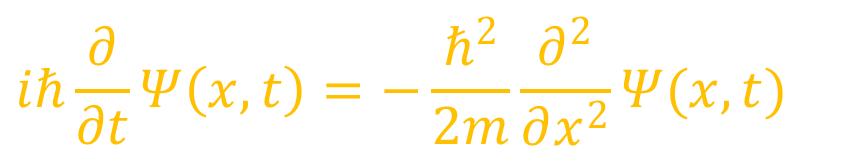 iħ ∂/∂t Ψ(x, t) = − ħ²/2m ∂²/∂x² Ψ(x, t)